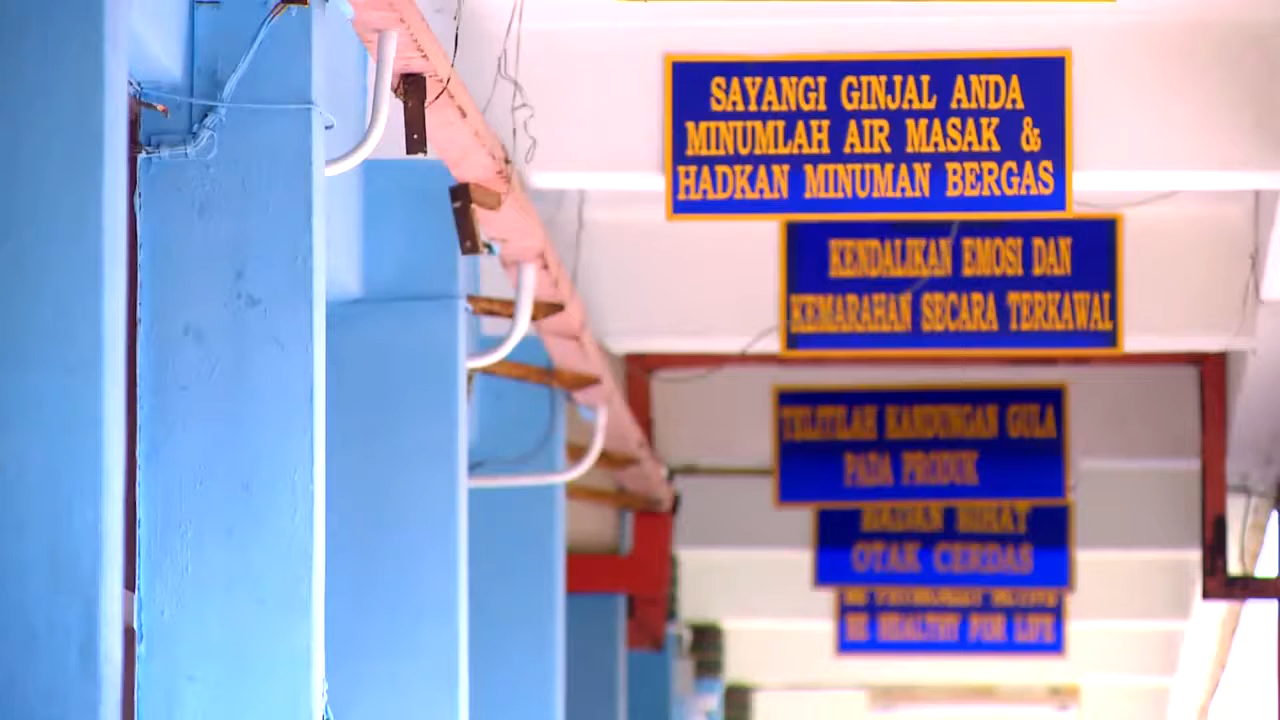 SAYANGI GINJAL ANDA
MINUMLAH AIR MASAK &
HADKAN MINUMAN BERGAS
KENDALIKAN EMOSI DAN
KEMARAHAN SECARA TERKAWAL
TELITILAH KANDUNGAN GULA
PADA PRODUK
BADAN SIHAT
OTAK CERDAS
BE HEALTHY FOR LIFE